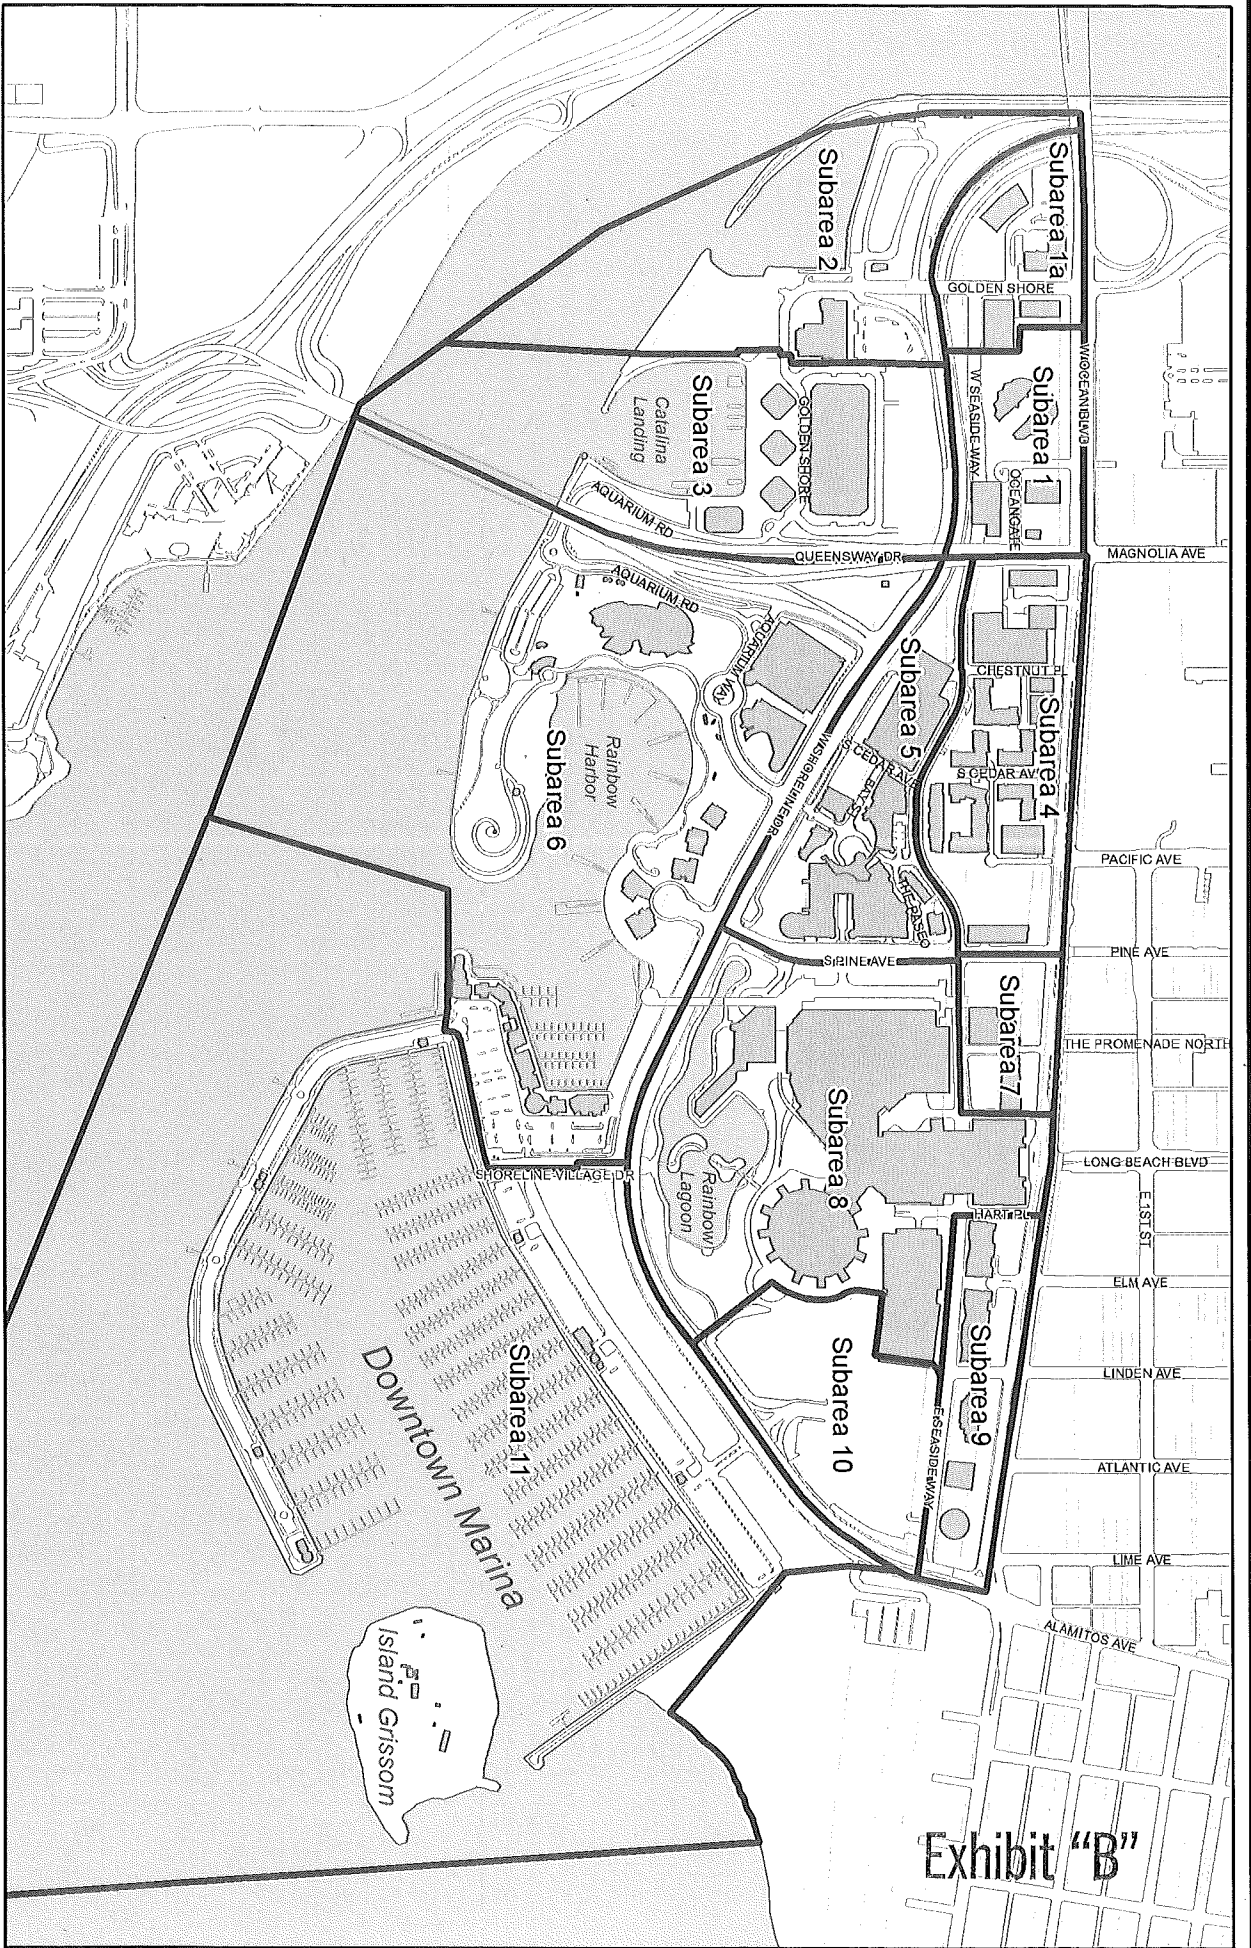 Exhibit "B"
Subarea 1a
Subarea 2
GOLDEN SHORE
W OCEAN BLVD
Subarea 1
W SEASIDE WAY
OCEANGATE
Subarea 3
Catalina
Landing
GOLDEN SHORE
AQUARIUM RD
QUEENSWAY DR
MAGNOLIA AVE
AQUARIUM RD
AQUARIUM WAY
Subarea 5
CHESTNUT PL
Subarea 4
S CEDAR AVE
S CEDAR AVE
BAY ST
W SHORELINE DR
Rainbow
Harbor
Subarea 6
THE PASEO
PACIFIC AVE
S PINE AVE
PINE AVE
Subarea 7
THE PROMENADE NORTH
Subarea 8
Rainbow
Lagoon
SHORELINE VILLAGE DR
LONG BEACH BLVD
E 1ST ST
HART PL
ELM AVE
Subarea 9
LINDEN AVE
Subarea 10
E SEASIDE WAY
ATLANTIC AVE
Subarea 11
Downtown Marina
LIME AVE
ALAMITOS AVE
Island Grissom